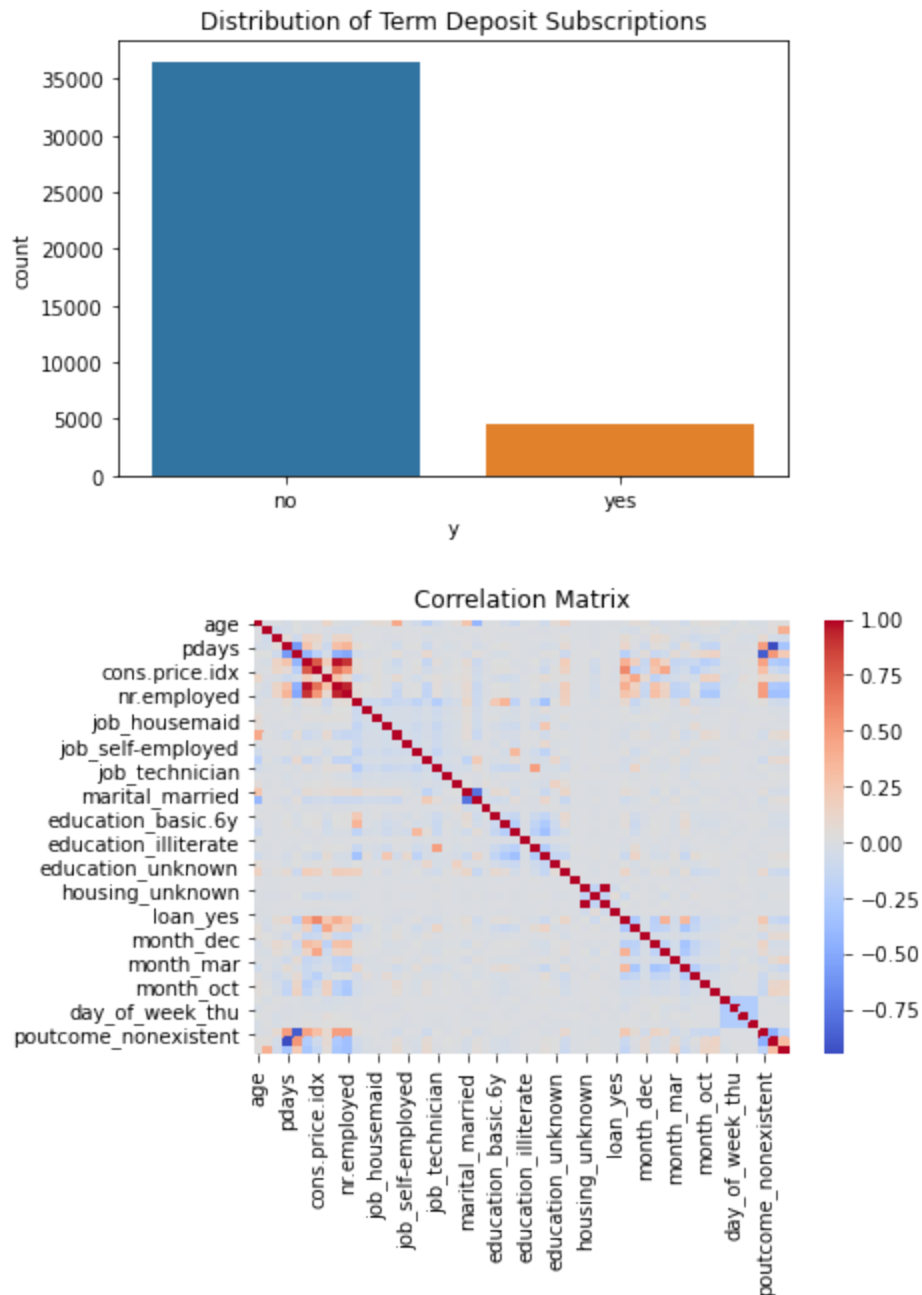 Distribution of Term Deposit Subscriptions
35000
30000
25000
20000
15000
10000
5000
0
count
no
yes
y
Correlation Matrix
age
pdays
cons.price.idx
nr.employed
job_housemaid
job_self-employed
job_technician
marital_married
education_basic.6y
education_illiterate
education_unknown
housing_unknown
loan_yes
month_dec
month_mar
month_oct
day_of_week_thu
poutcome_nonexistent
1.00
0.75
0.50
0.25
0.00
−0.25
−0.50
−0.75
age
pdays
cons.price.idx
nr.employed
job_housemaid
job_self-employed
job_technician
marital_married
education_basic.6y
education_illiterate
education_unknown
housing_unknown
loan_yes
month_dec
month_mar
month_oct
day_of_week_thu
poutcome_nonexistent